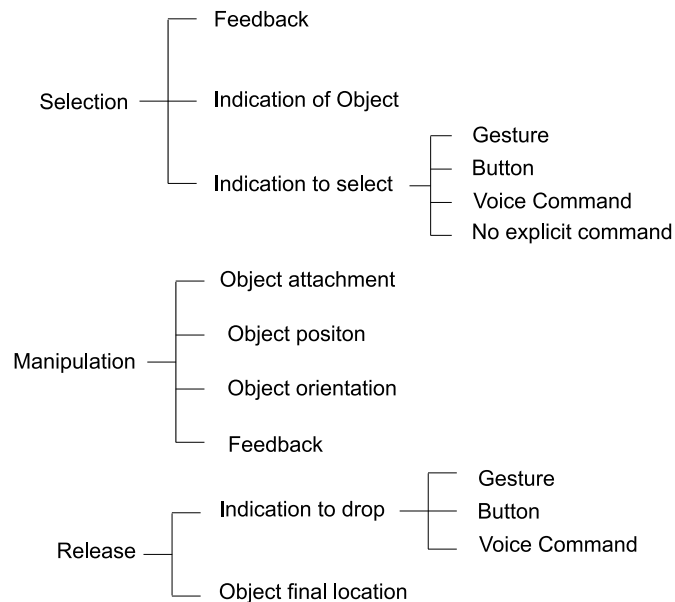 Feedback
Selection
Indication of Object
Indication to select
Gesture
Button
Voice Command
No explicit command
Object attachment
Object positon
Manipulation
Object orientation
Feedback
Indication to drop
Gesture
Button
Voice Command
Release
Object final location